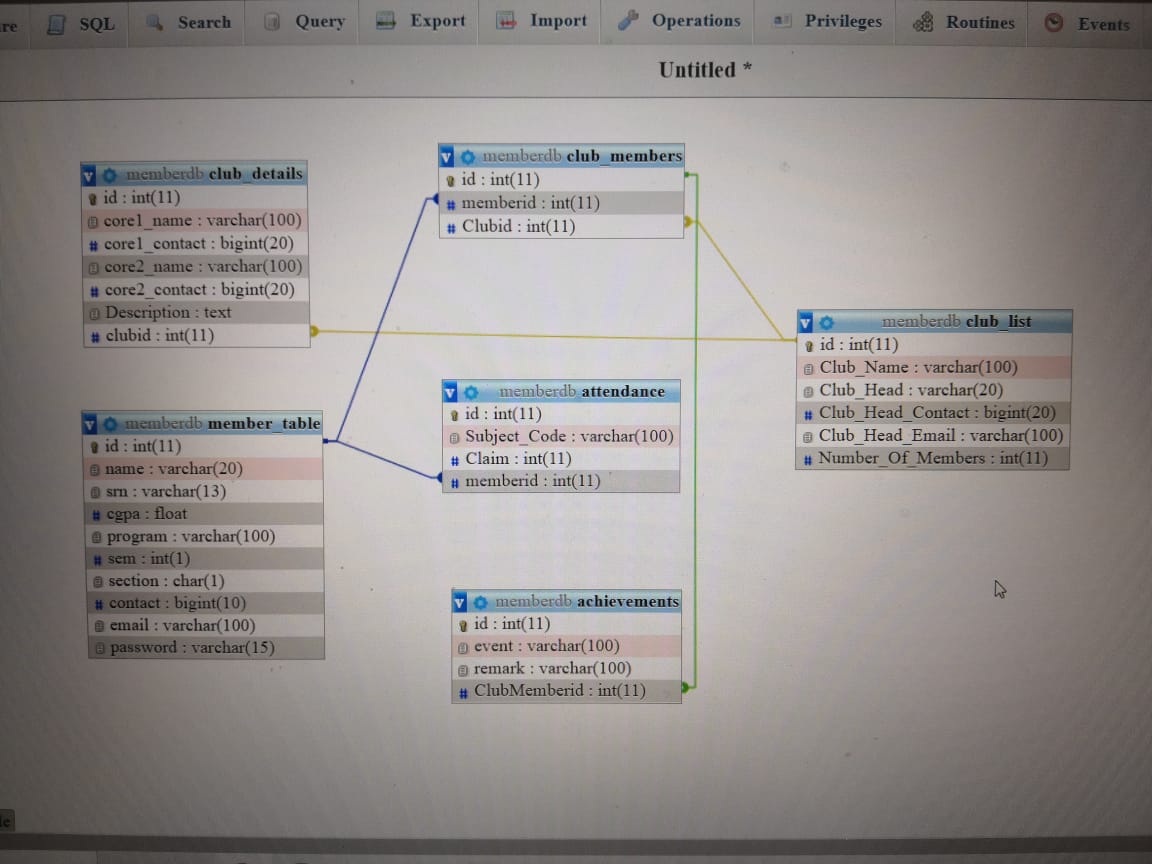 re SQL Search Query Export Import Operations Privileges Routines Events
Untitled *
memberdb club_details
id : int(11)
core1_name : varchar(100)
core1_contact : bigint(20)
core2_name : varchar(100)
core2_contact : bigint(20)
Description : text
clubid : int(11)
memberdb club_members
id : int(11)
memberid : int(11)
Clubid : int(11)
memberdb club_list
id : int(11)
Club_Name : varchar(100)
Club_Head : varchar(20)
Club_Head_Contact : bigint(20)
Club_Head_Email : varchar(100)
Number_Of_Members : int(11)
memberdb attendance
id : int(11)
Subject_Code : varchar(100)
Claim : int(11)
memberid : int(11)
memberdb member_table
id : int(11)
name : varchar(20)
srn : varchar(13)
cgpa : float
program : varchar(100)
sem : int(1)
section : char(1)
contact : bigint(10)
email : varchar(100)
password : varchar(15)
memberdb achievements
id : int(11)
event : varchar(100)
remark : varchar(100)
ClubMemberid : int(11)